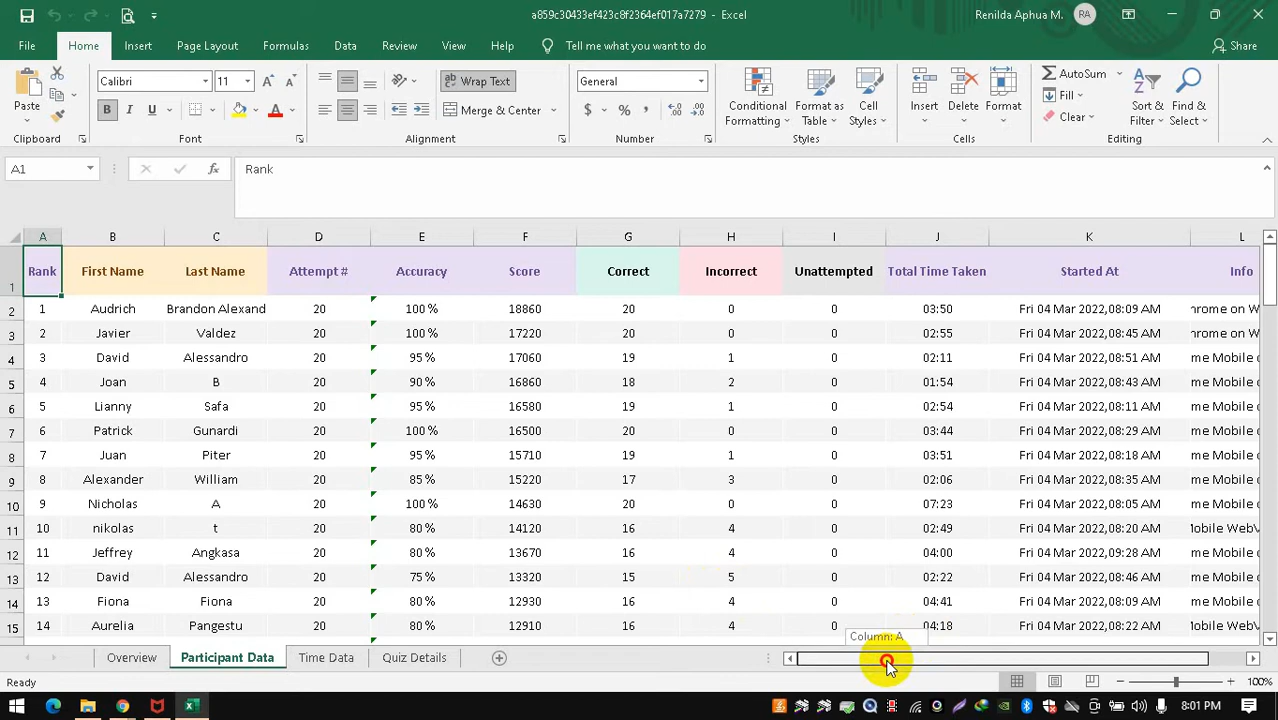 a859c30433ef423c8f2364ef017a7279 - Excel
Renilda Aphua M. RA
File Home Insert Page Layout Formulas Data Review View Help Tell me what you want to do Share
Paste
Calibri 11
B I U
Wrap Text
Merge & Center
General
$ % ,
Conditional Formatting
Format as Table
Cell Styles
Insert Delete Format
AutoSum
Fill
Clear
Sort & Filter
Find & Select
Clipboard Font Alignment Number Styles Cells Editing
A1 fx Rank
A B C D E F G H I J K L
1 Rank First Name Last Name Attempt # Accuracy Score Correct Incorrect Unattempted Total Time Taken Started At Info
2 1 Audrich Brandon Alexand 20 100 % 18860 20 0 0 03:50 Fri 04 Mar 2022,08:09 AM hrome on W
3 2 Javier Valdez 20 100 % 17220 20 0 0 02:55 Fri 04 Mar 2022,08:45 AM hrome on W
4 3 David Alessandro 20 95 % 17060 19 1 0 02:11 Fri 04 Mar 2022,08:51 AM me Mobile o
5 4 Joan B 20 90 % 16860 18 2 0 01:54 Fri 04 Mar 2022,08:43 AM me Mobile o
6 5 Lianny Safa 20 95 % 16580 19 1 0 02:54 Fri 04 Mar 2022,08:11 AM me Mobile o
7 6 Patrick Gunardi 20 100 % 16500 20 0 0 03:44 Fri 04 Mar 2022,08:29 AM me Mobile o
8 7 Juan Piter 20 95 % 15710 19 1 0 03:51 Fri 04 Mar 2022,08:18 AM me Mobile o
9 8 Alexander William 20 85 % 15220 17 3 0 02:06 Fri 04 Mar 2022,08:35 AM me Mobile o
10 9 Nicholas A 20 100 % 14630 20 0 0 07:23 Fri 04 Mar 2022,08:05 AM me Mobile o
11 10 nikolas t 20 80 % 14120 16 4 0 02:49 Fri 04 Mar 2022,08:20 AM Mobile WebV
12 11 Jeffrey Angkasa 20 80 % 13670 16 4 0 04:00 Fri 04 Mar 2022,09:28 AM me Mobile o
13 12 David Alessandro 20 75 % 13320 15 5 0 02:22 Fri 04 Mar 2022,08:46 AM me Mobile o
14 13 Fiona Fiona 20 80 % 12930 16 4 0 04:41 Fri 04 Mar 2022,08:09 AM me Mobile o
15 14 Aurelia Pangestu 20 80 % 12910 16 4 0 04:18 Fri 04 Mar 2022,08:22 AM me Mobile o
Column: A
Overview Participant Data Time Data Quiz Details
Ready 100%
8:01 PM